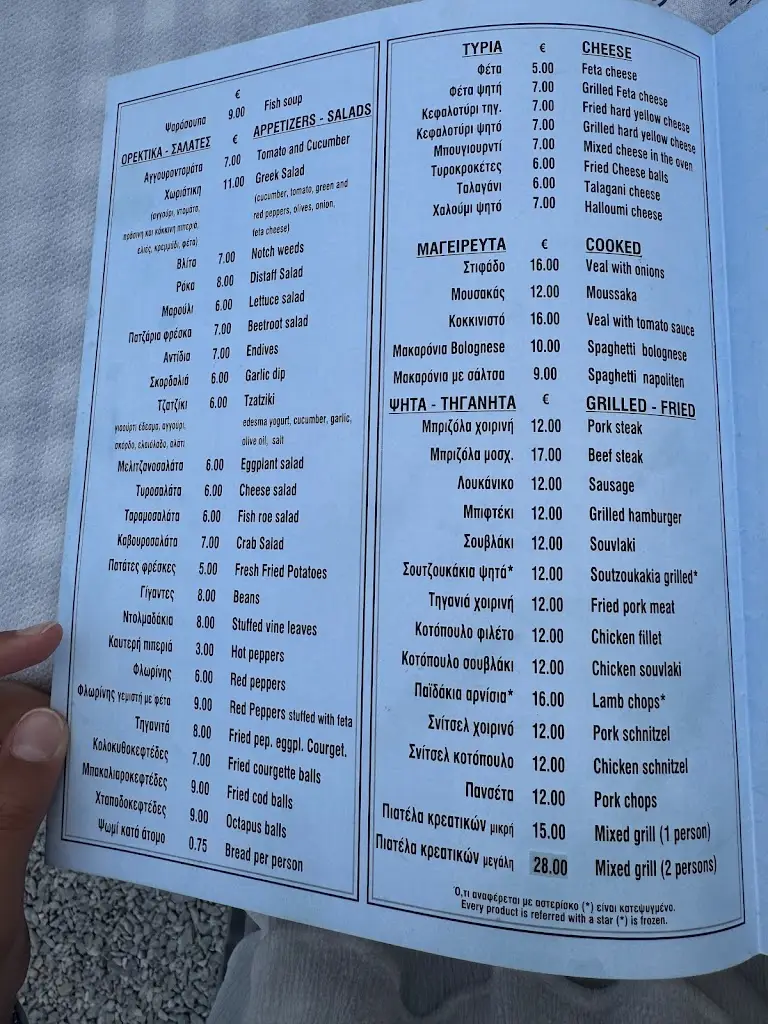 €
Ψαρόσουπα 9.00 Fish soup
ΟΡΕΚΤΙΚΑ - ΣΑΛΑΤΕΣ € APPETIZERS - SALADS
Αγγουροντομάτα 7.00 Tomato and Cucumber
Χωριάτικη 11.00 Greek Salad
(αγγούρι, ντομάτα, (cucumber, tomato, green and
πράσινη και κόκκινη πιπεριά, red peppers, olives, onion,
ελιές, κρεμμύδι, φέτα) feta cheese)
Βλίτα 7.00 Notch weeds
Ρόκα 8.00 Distaff Salad
Μαρούλι 6.00 Lettuce salad
Πατζάρια φρέσκα 7.00 Beetroot salad
Αντίδια 7.00 Endives
Σκορδαλιά 6.00 Garlic dip
Τζατζίκι 6.00 Tzatziki
γιαούρτι έδεσμα, αγγούρι, edesma yogurt, cucumber, garlic,
σκόρδο, ελαιόλαδο, αλάτι olive oil, salt
Μελιτζανοσαλάτα 6.00 Eggplant salad
Τυροσαλάτα 6.00 Cheese salad
Ταραμοσαλάτα 6.00 Fish roe salad
Καβουροσαλάτα 7.00 Crab Salad
Πατάτες φρέσκες 5.00 Fresh Fried Potatoes
Γίγαντες 8.00 Beans
Ντολμαδάκια 8.00 Stuffed vine leaves
Καυτερή πιπεριά 3.00 Hot peppers
Φλωρίνης 6.00 Red peppers
Φλωρίνης γεμιστή με φέτα 9.00 Red Peppers stuffed with feta
Τηγανιτά 8.00 Fried pep. eggpl. Courget.
Κολοκυθοκεφτέδες 7.00 Fried courgette balls
Μπακαλιαροκεφτέδες 9.00 Fried cod balls
Χταποδοκεφτέδες 9.00 Octapus balls
Ψωμί κατά άτομο 0.75 Bread per person
ΤΥΡΙΑ € CHEESE
Φέτα 5.00 Feta cheese
Φέτα ψητή 7.00 Grilled Feta cheese
Κεφαλοτύρι τηγ. 7.00 Fried hard yellow cheese
Κεφαλοτύρι ψητό 7.00 Grilled hard yellow cheese
Μπουγιουρντί 7.00 Mixed cheese in the oven
Τυροκροκέτες 6.00 Fried Cheese balls
Ταλαγάνι 6.00 Talagani cheese
Χαλούμι ψητό 7.00 Halloumi cheese
ΜΑΓΕΙΡΕΥΤΑ € COOKED
Στιφάδο 16.00 Veal with onions
Μουσακάς 12.00 Moussaka
Κοκκινιστό 16.00 Veal with tomato sauce
Μακαρόνια Bolognese 10.00 Spaghetti bolognese
Μακαρόνια με σάλτσα 9.00 Spaghetti napoliten
ΨΗΤΑ - ΤΗΓΑΝΗΤΑ € GRILLED - FRIED
Μπριζόλα χοιρινή 12.00 Pork steak
Μπριζόλα μοσχ. 17.00 Beef steak
Λουκάνικο 12.00 Sausage
Μπιφτέκι 12.00 Grilled hamburger
Σουβλάκι 12.00 Souvlaki
Σουτζουκάκια ψητά* 12.00 Soutzoukakia grilled*
Τηγανιά χοιρινή 12.00 Fried pork meat
Κοτόπουλο φιλέτο 12.00 Chicken fillet
Κοτόπουλο σουβλάκι 12.00 Chicken souvlaki
Παϊδάκια αρνίσια* 16.00 Lamb chops*
Σνίτσελ χοιρινό 12.00 Pork schnitzel
Σνίτσελ κοτόπουλο 12.00 Chicken schnitzel
Πανσέτα 12.00 Pork chops
Πιατέλα κρεατικών μικρή 15.00 Mixed grill (1 person)
Πιατέλα κρεατικών μεγάλη 28.00 Mixed grill (2 persons)
Ό,τι αναφέρεται με αστερίσκο (*) είναι κατεψυγμένο.
Every product is referred with a star (*) is frozen.